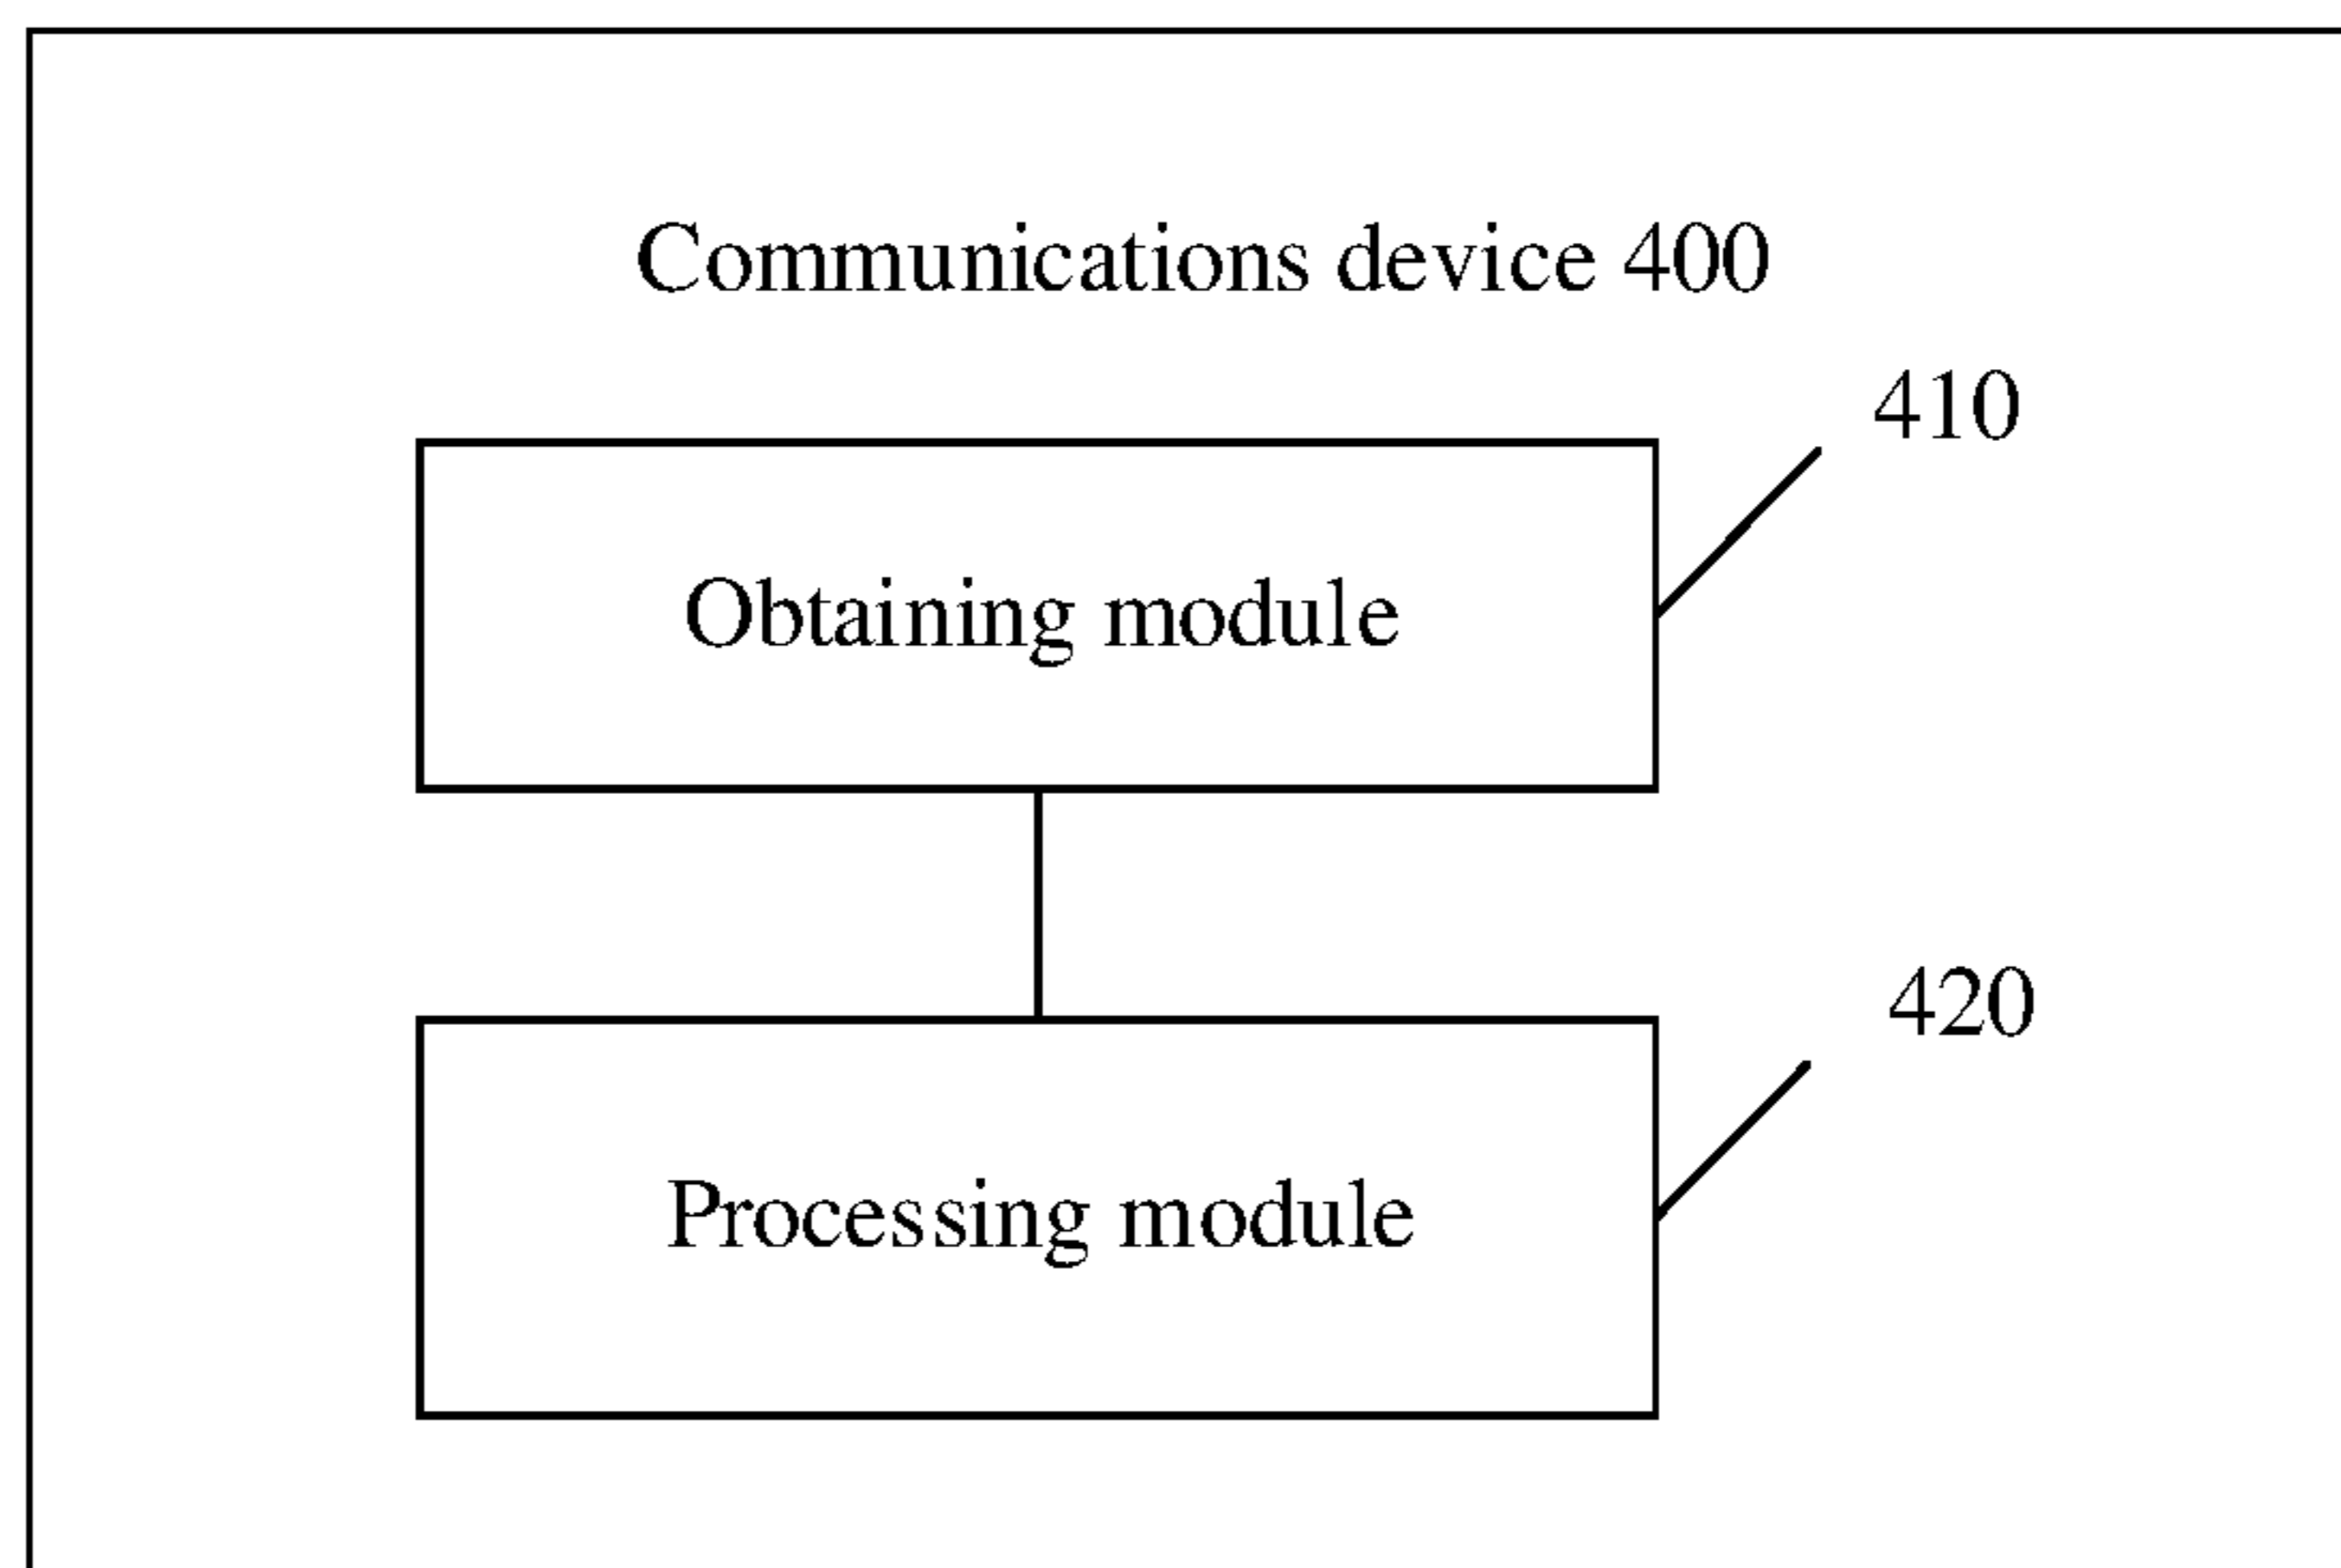 Communications device 400
410
Obtaining module
420
Processing module